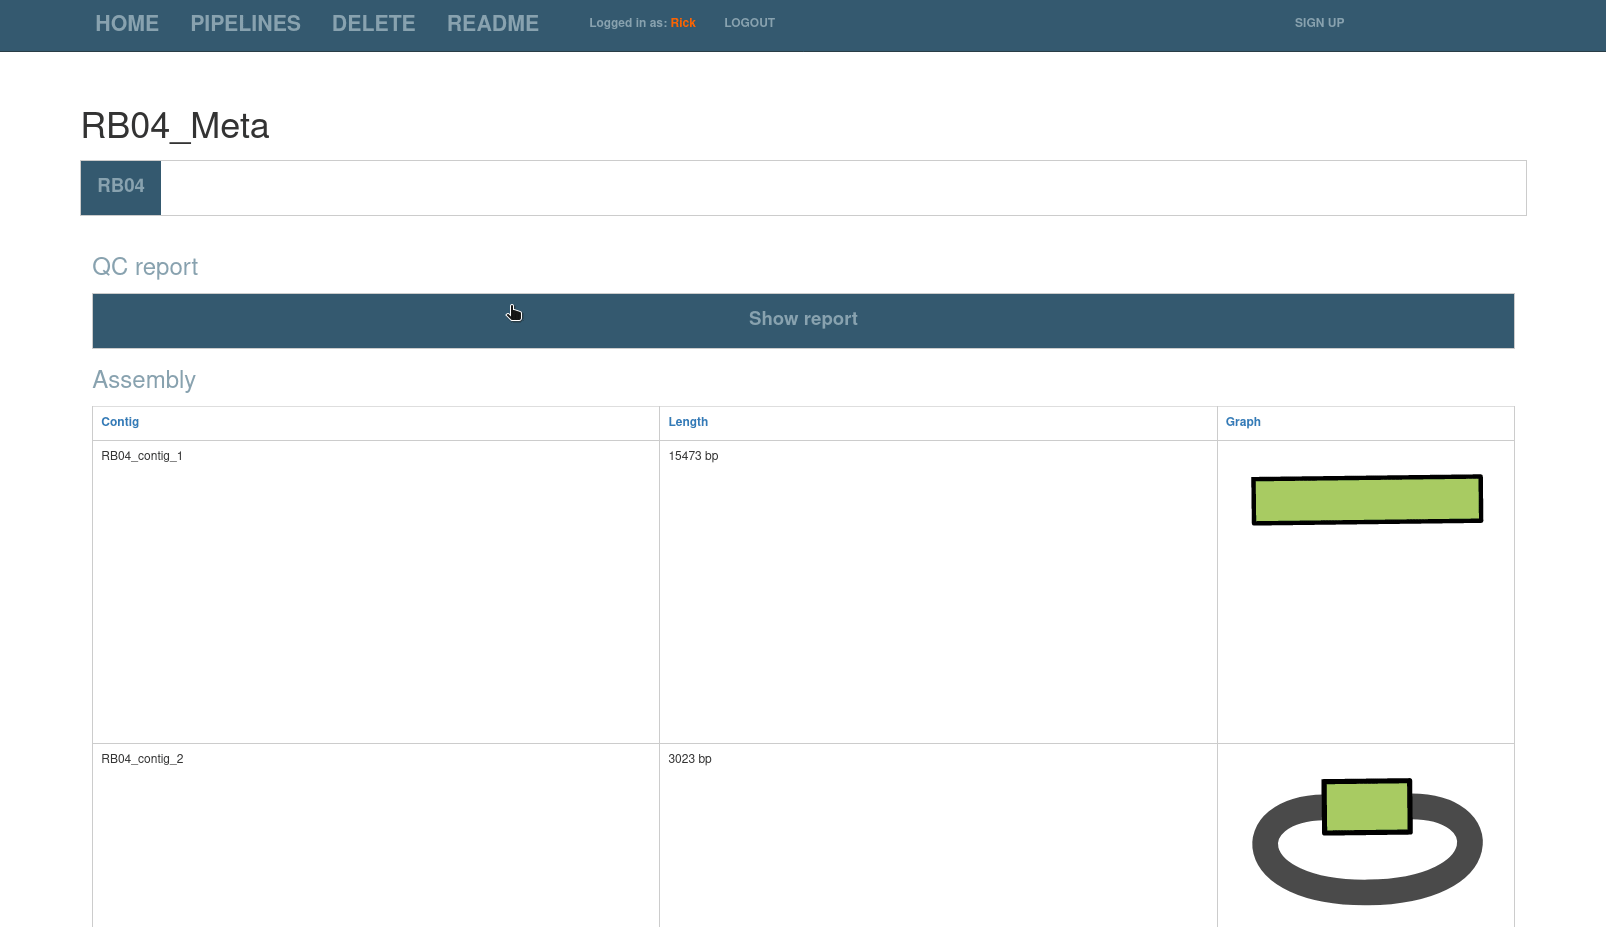 HOME PIPELINES DELETE README Logged in as: Rick LOGOUT SIGN UP
RB04_Meta
RB04
QC report
Show report
Assembly
Contig Length Graph
RB04_contig_1 15473 bp
RB04_contig_2 3023 bp